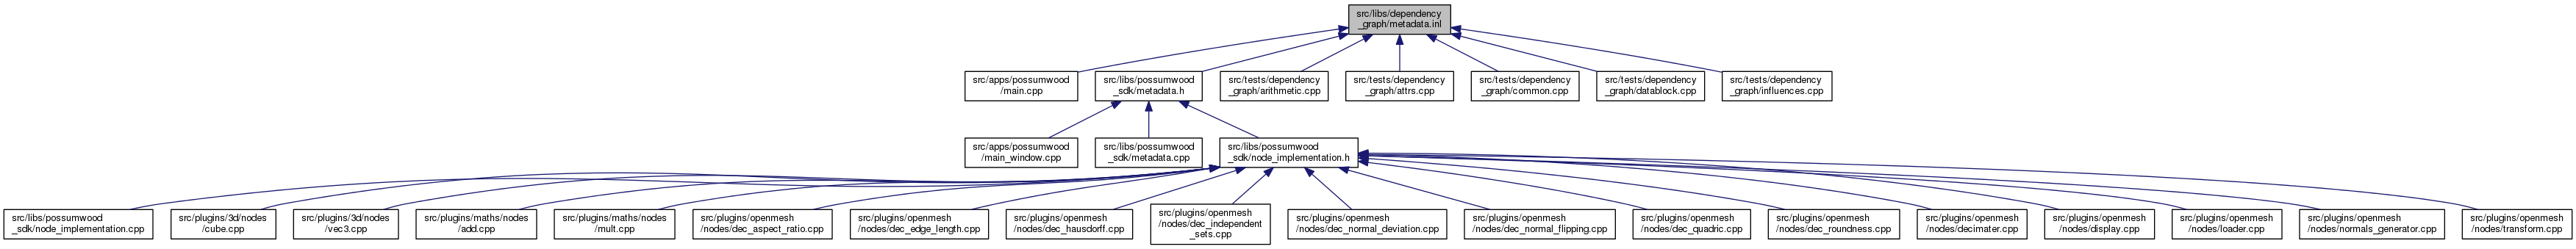 src/libs/dependency
_graph/metadata.inl
src/apps/possumwood
/main.cpp
src/libs/possumwood
_sdk/metadata.h
src/tests/dependency
_graph/arithmetic.cpp
src/tests/dependency
_graph/attrs.cpp
src/tests/dependency
_graph/common.cpp
src/tests/dependency
_graph/datablock.cpp
src/tests/dependency
_graph/influences.cpp
src/apps/possumwood
/main_window.cpp
src/libs/possumwood
_sdk/metadata.cpp
src/libs/possumwood
_sdk/node_implementation.h
src/libs/possumwood
_sdk/node_implementation.cpp
src/plugins/3d/nodes
/cube.cpp
src/plugins/3d/nodes
/vec3.cpp
src/plugins/maths/nodes
/add.cpp
src/plugins/maths/nodes
/mult.cpp
src/plugins/openmesh
/nodes/dec_aspect_ratio.cpp
src/plugins/openmesh
/nodes/dec_edge_length.cpp
src/plugins/openmesh
/nodes/dec_hausdorff.cpp
src/plugins/openmesh
/nodes/dec_independent
_sets.cpp
src/plugins/openmesh
/nodes/dec_normal_deviation.cpp
src/plugins/openmesh
/nodes/dec_normal_flipping.cpp
src/plugins/openmesh
/nodes/dec_quadric.cpp
src/plugins/openmesh
/nodes/dec_roundness.cpp
src/plugins/openmesh
/nodes/decimater.cpp
src/plugins/openmesh
/nodes/display.cpp
src/plugins/openmesh
/nodes/loader.cpp
src/plugins/openmesh
/nodes/normals_generator.cpp
src/plugins/openmesh
/nodes/transform.cpp